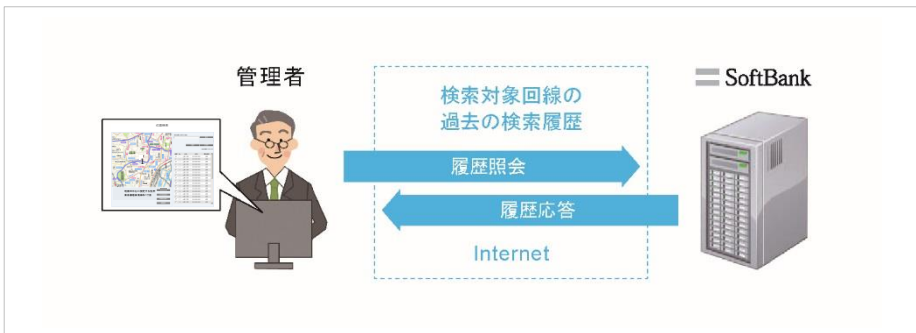 管理者
検索対象回線の
過去の検索履歴
SoftBank
履歴照会
履歴応答
Internet